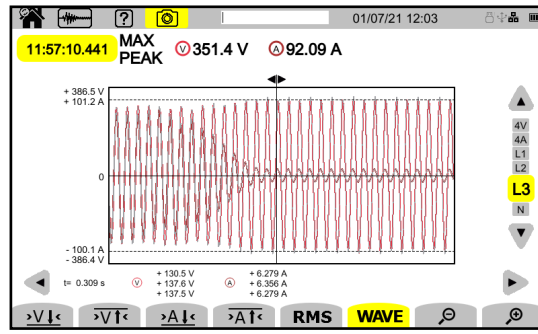 ? 01/07/21 12:03
11:57:10.441 MAX PEAK V 351.4 V A 92.09 A
+ 386.5 V
+ 101.2 A
0
- 100.1 A
- 386.4 V
4V
4A
L1
L2
L3
N
t= 0.309 s V + 130.5 V A + 6.279 A
+ 137.6 V + 6.356 A
+ 137.5 V + 6.279 A
>V↓< >V↑< >A↓< >A↑< RMS WAVE